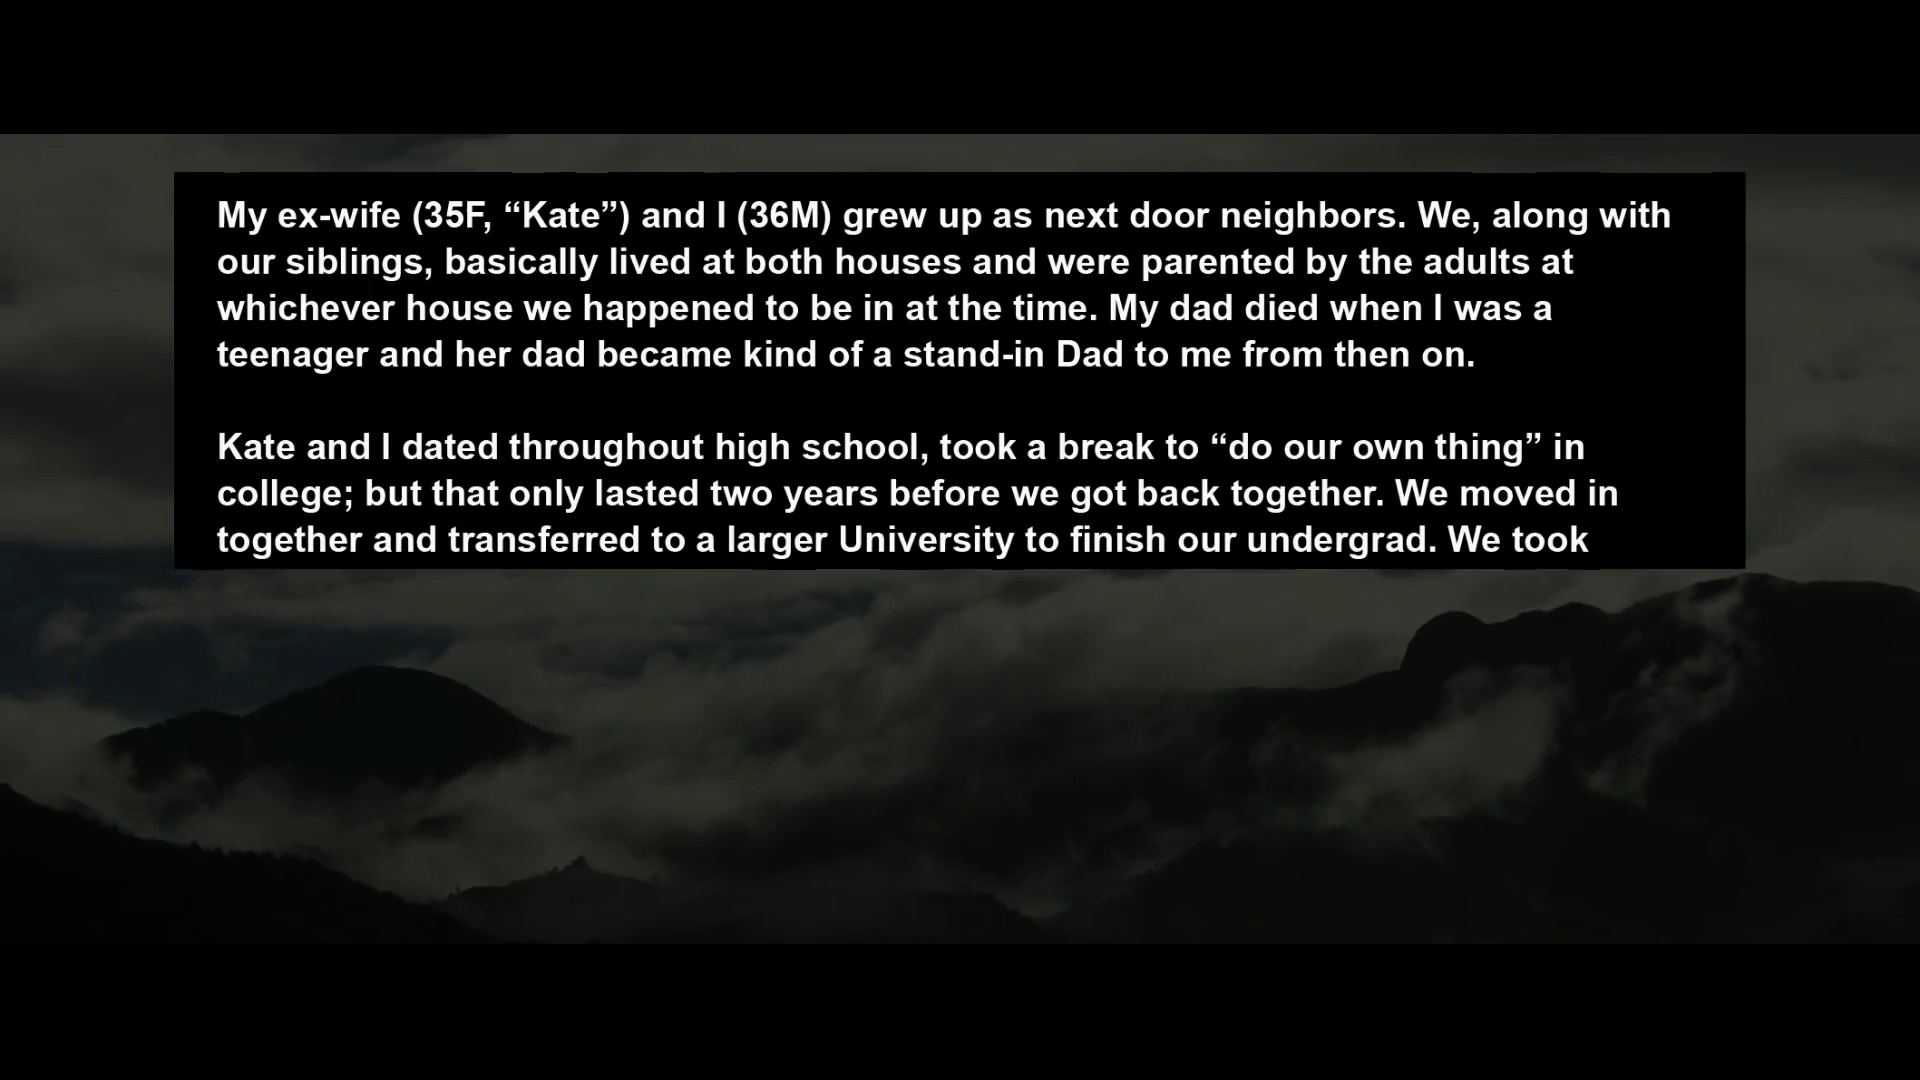 My ex-wife (35F, “Kate”) and I (36M) grew up as next door neighbors. We, along with
our siblings, basically lived at both houses and were parented by the adults at
whichever house we happened to be in at the time. My dad died when I was a
teenager and her dad became kind of a stand-in Dad to me from then on.
Kate and I dated throughout high school, took a break to “do our own thing” in
college; but that only lasted two years before we got back together. We moved in
together and transferred to a larger University to finish our undergrad. We took